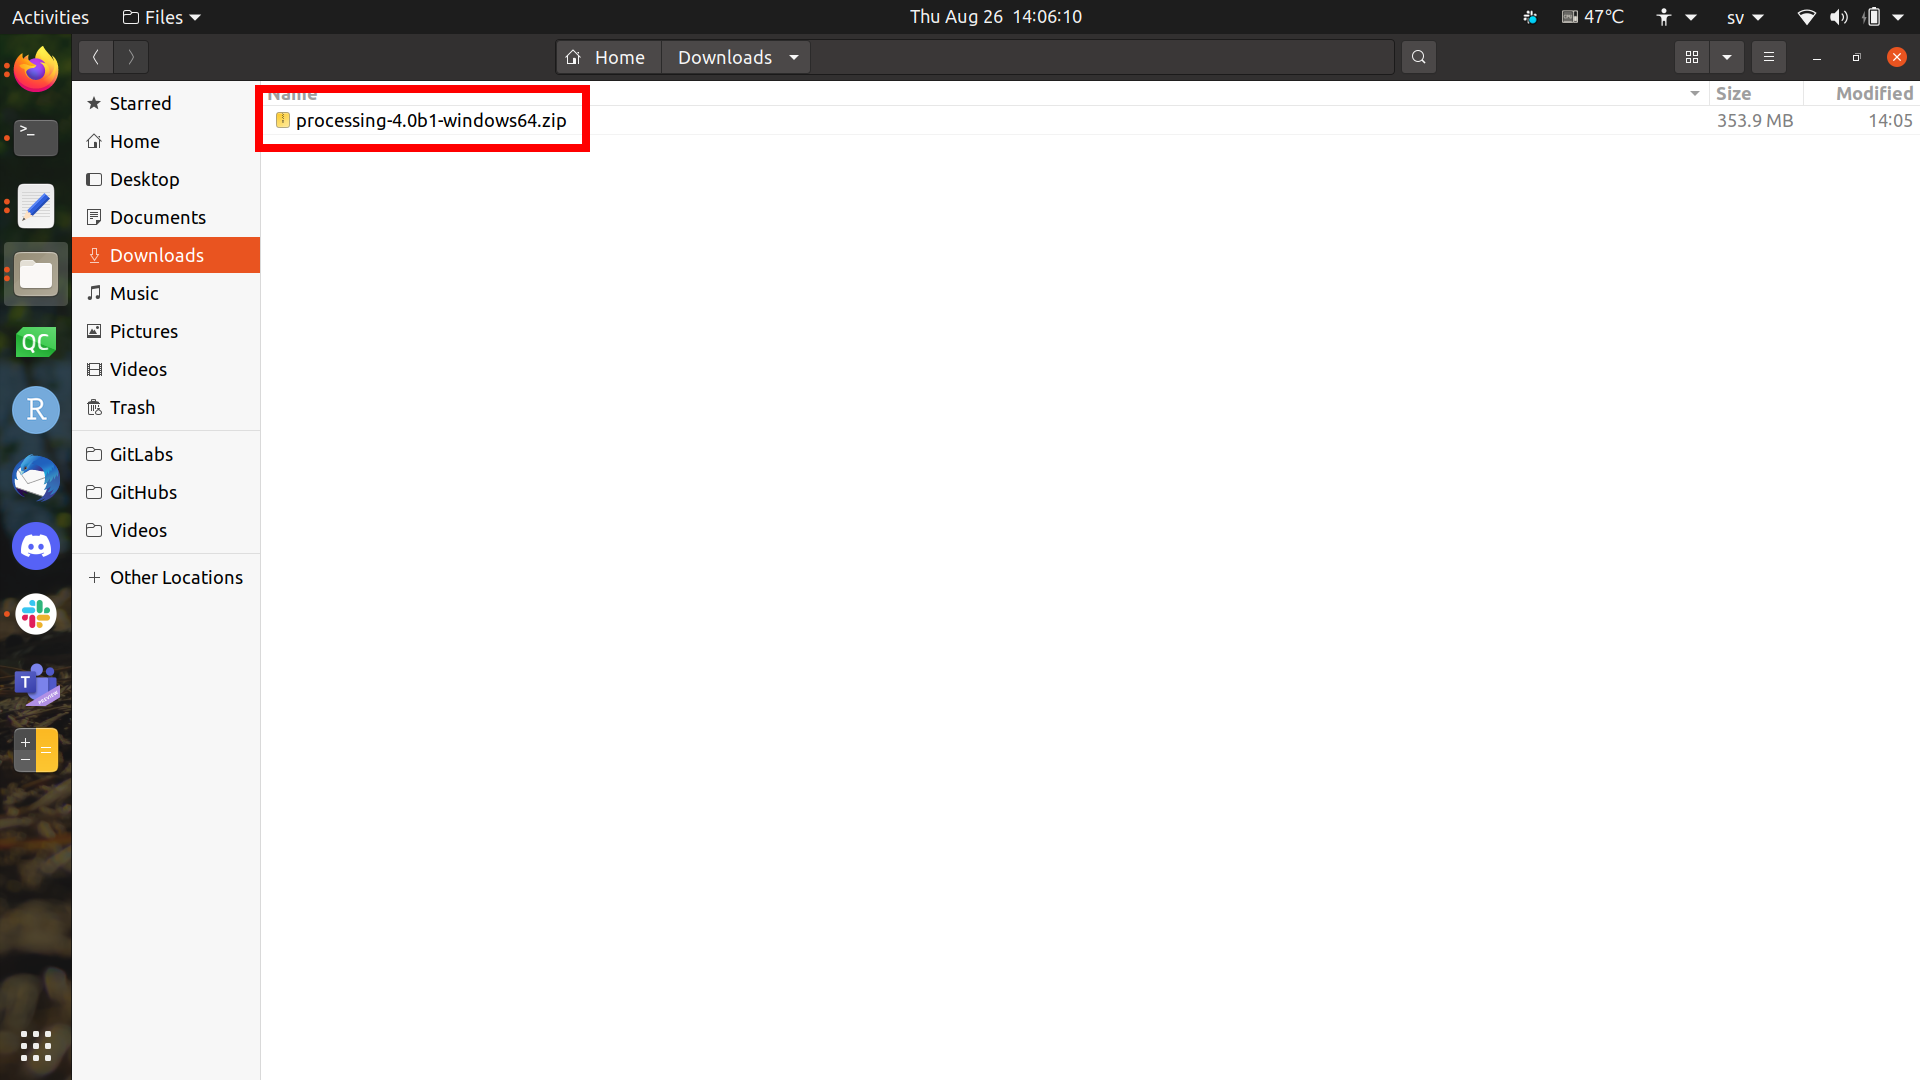 Activities Files Thu Aug 26 14:06:10 47°C sv
Home Downloads
Name Size Modified
processing-4.0b1-windows64.zip 353.9 MB 14:05
Starred
Home
Desktop
Documents
Downloads
Music
Pictures
Videos
Trash
GitLabs
GitHubs
Videos
Other Locations
>_
QC
R
T
PREVIEW